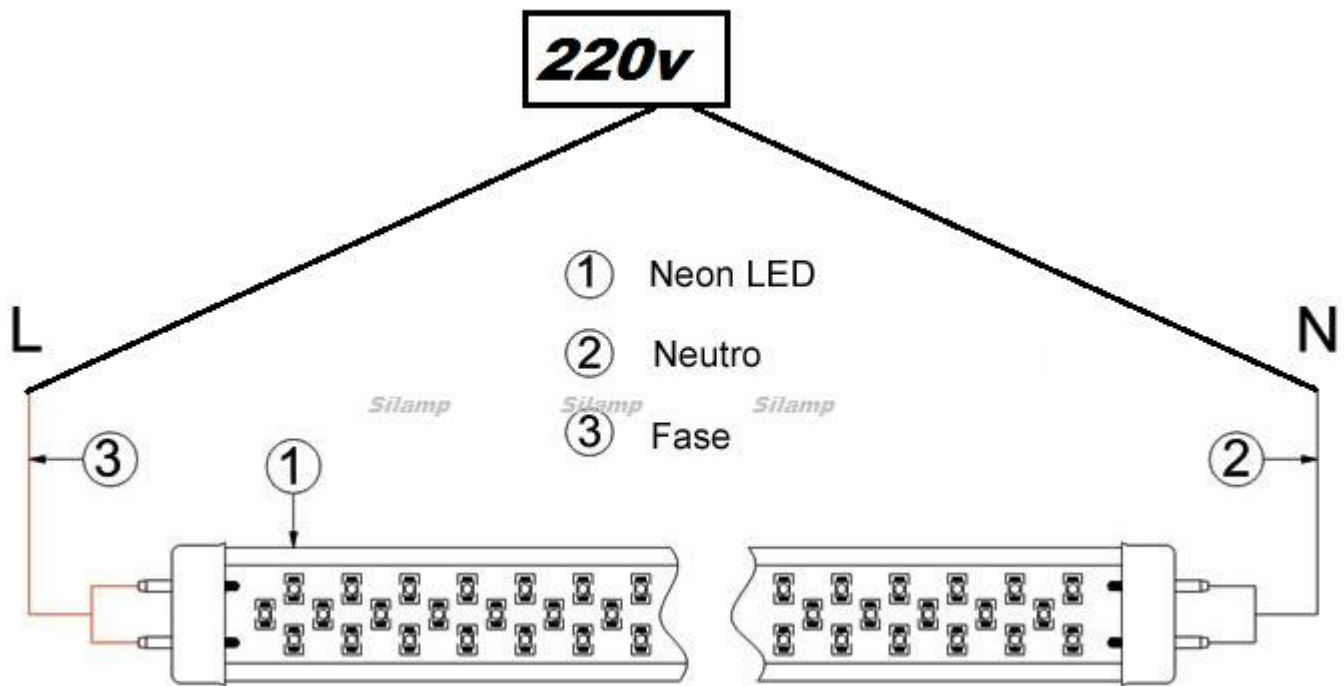 220v
① Neon LED
L
N
② Neutro
Silamp Silamp Silamp
③ Fase
3
1
2